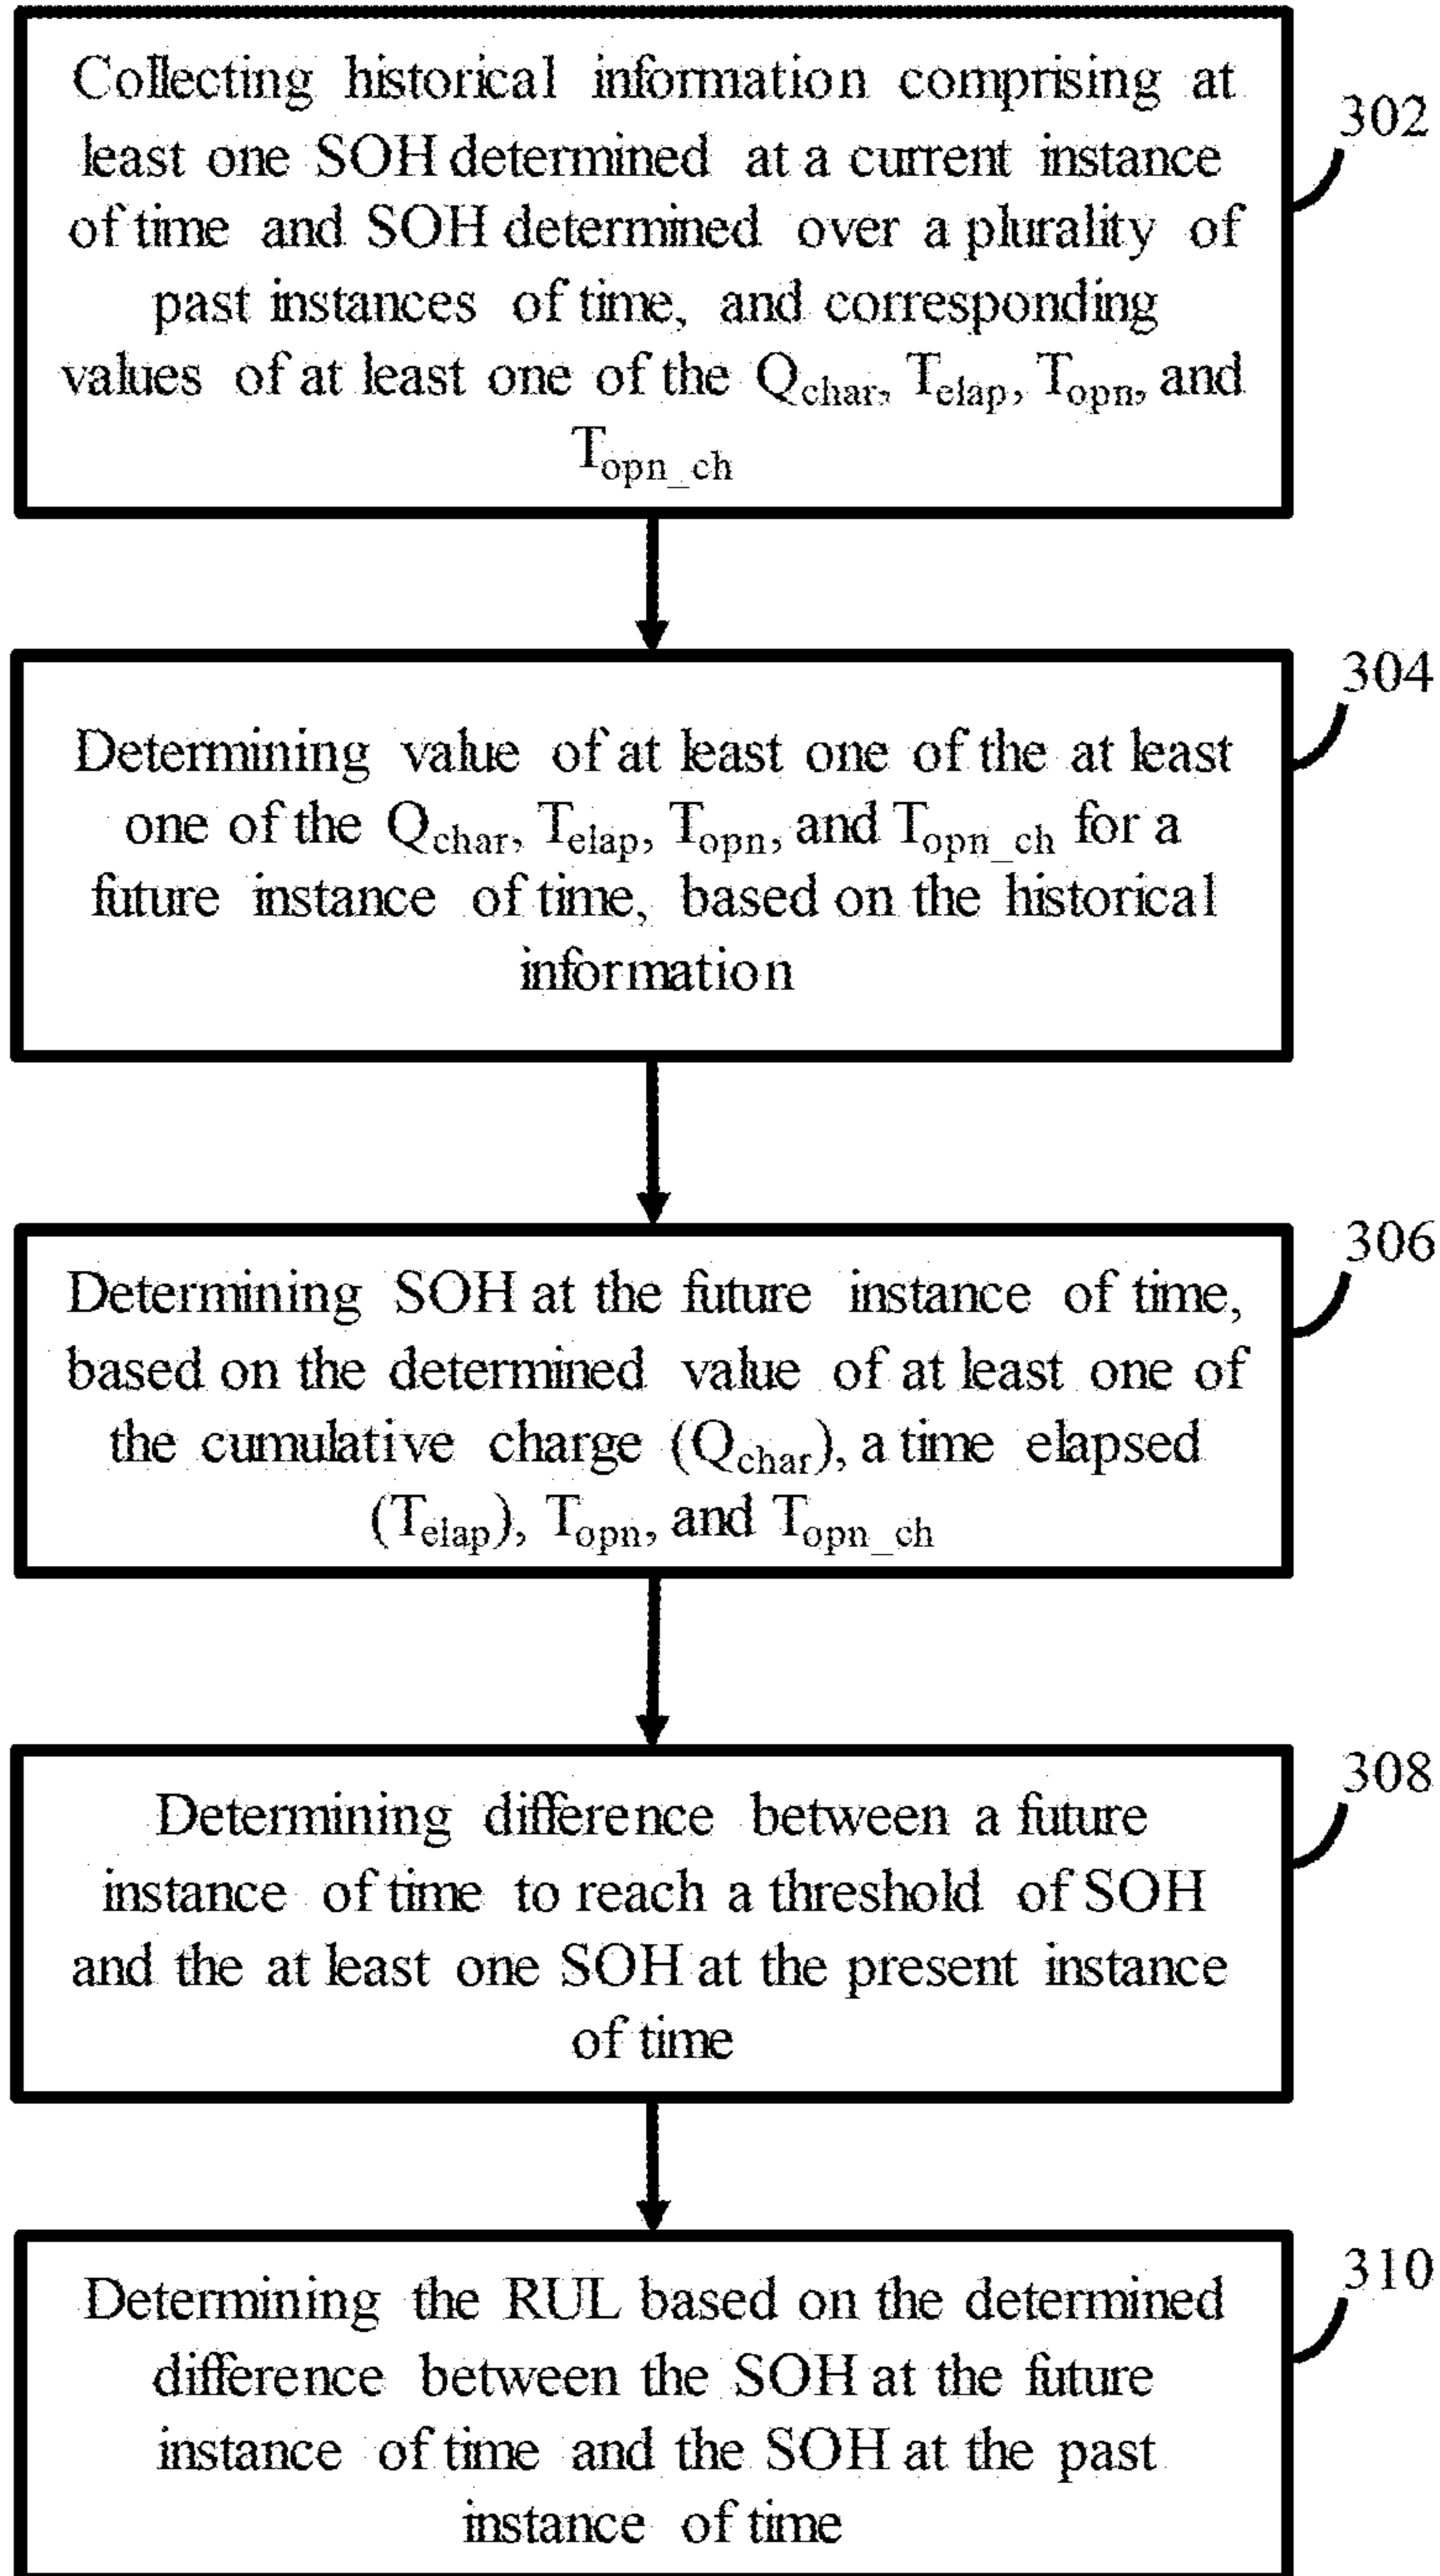 Collecting historical information comprising at
least one SOH determined at a current instance
of time and SOH determined over a plurality of
past instances of time, and corresponding
values of at least one of the Qchar, Telap, Topn, and
Topn_ch
302
Determining value of at least one of the at least
one of the Qchar, Telap, Topn, and Topn_ch for a
future instance of time, based on the historical
information
304
Determining SOH at the future instance of time,
based on the determined value of at least one of
the cumulative charge (Qchar), a time elapsed
(Telap), Topn, and Topn_ch
306
Determining difference between a future
instance of time to reach a threshold of SOH
and the at least one SOH at the present instance
of time
308
Determining the RUL based on the determined
difference between the SOH at the future
instance of time and the SOH at the past
instance of time
310